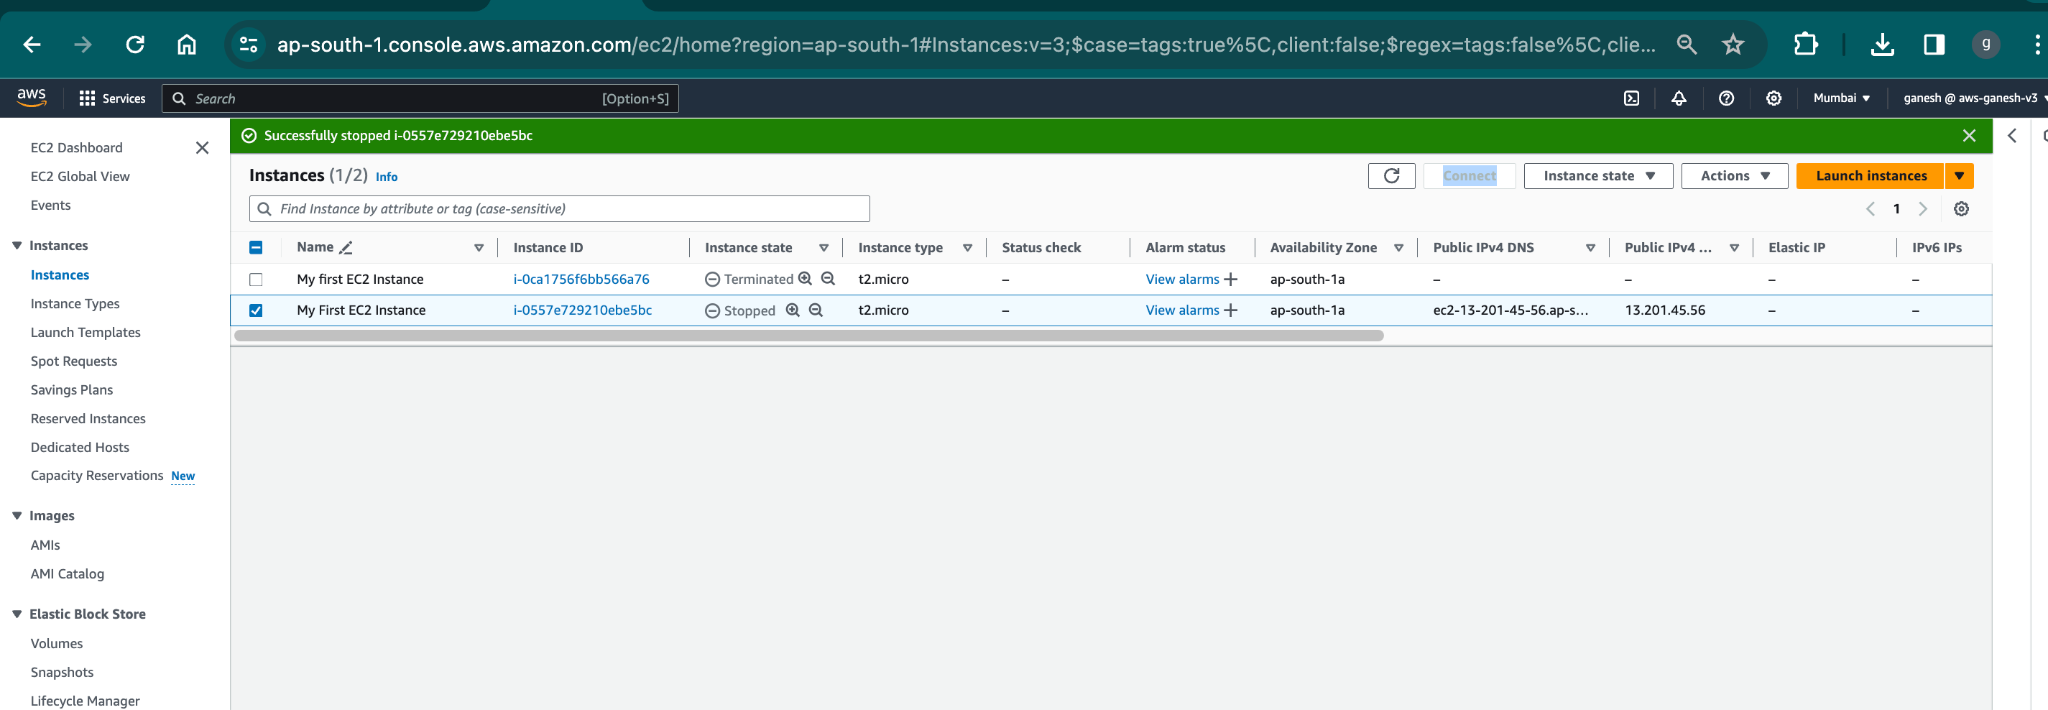 ap-south-1.console.aws.amazon.com/ec2/home?region=ap-south-1#Instances:v=3;$case=tags:true%5C,client:false;$regex=tags:false%5C,clie...
g
aws
Services
Search
[Option+S]
Mumbai
ganesh @ aws-ganesh-v3
EC2 Dashboard
EC2 Global View
Events
Instances
Instances
Instance Types
Launch Templates
Spot Requests
Savings Plans
Reserved Instances
Dedicated Hosts
Capacity Reservations New
Images
AMIs
AMI Catalog
Elastic Block Store
Volumes
Snapshots
Lifecycle Manager
Successfully stopped i-0557e729210ebe5bc
Instances (1/2) Info
Connect
Instance state
Actions
Launch instances
Find Instance by attribute or tag (case-sensitive)
1
Name Instance ID Instance state Instance type Status check Alarm status Availability Zone Public IPv4 DNS Public IPv4 ... Elastic IP IPv6 IPs
My first EC2 Instance i-0ca1756f6bb566a76 Terminated t2.micro – View alarms + ap-south-1a – – – –
My First EC2 Instance i-0557e729210ebe5bc Stopped t2.micro – View alarms + ap-south-1a ec2-13-201-45-56.ap-s... 13.201.45.56 – –